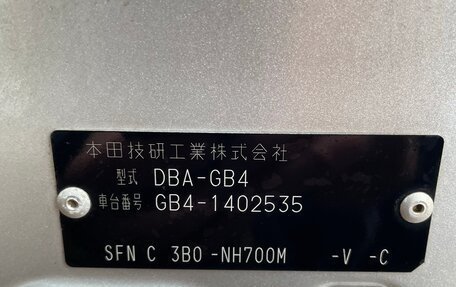 本田技研工業株式会社
型式 DBA-GB4
車台番号 GB4-1402535
SFN C 3B0 -NH700M -V -C